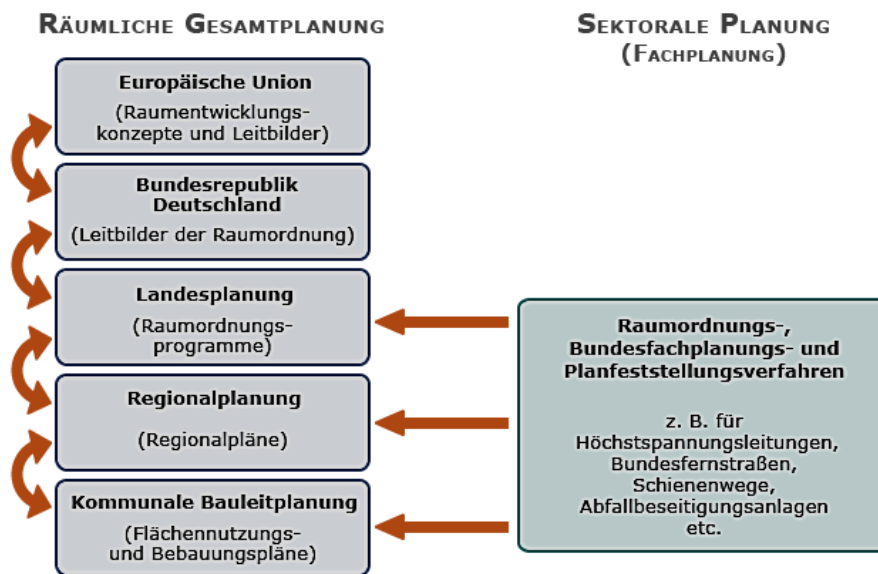 Räumliche Gesamtplanung
Europäische Union
(Raumentwicklungs-
konzepte und Leitbilder)
Bundesrepublik
Deutschland
(Leitbilder der Raumordnung)
Landesplanung
(Raumordnungs-
programme)
Regionalplanung
(Regionalpläne)
Kommunale Bauleitplanung
(Flächennutzungs-
und Bebauungspläne)
Sektorale Planung
(Fachplanung)
Raumordnungs-,
Bundesfachplanungs- und
Planfeststellungsverfahren
z. B. für
Höchstspannungsleitungen,
Bundesfernstraßen,
Schienenwege,
Abfallbeseitigungsanlagen
etc.